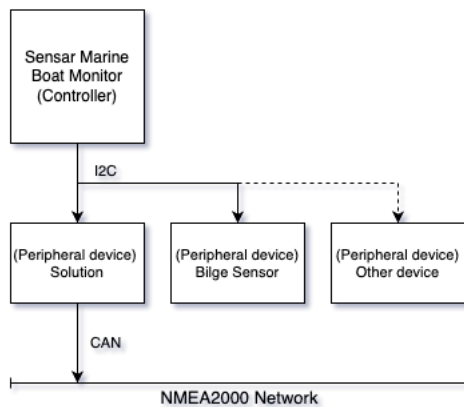 Sensar Marine
Boat Monitor
(Controller)
I2C
(Peripheral device)
Solution
(Peripheral device)
Bilge Sensor
(Peripheral device)
Other device
CAN
NMEA2000 Network